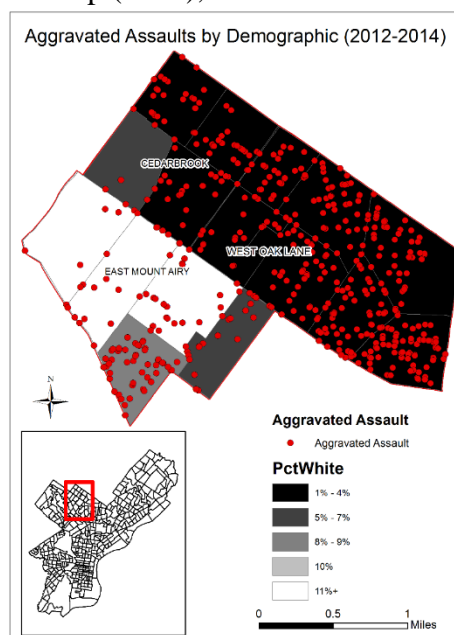 Aggravated Assaults by Demographic (2012-2014)
CEDARBROOK
WEST OAK LANE
EAST MOUNT AIRY
N
Aggravated Assault
Aggravated Assault
PctWhite
1% - 4%
5% - 7%
8% - 9%
10%
11%+
0 0.5 1
Miles